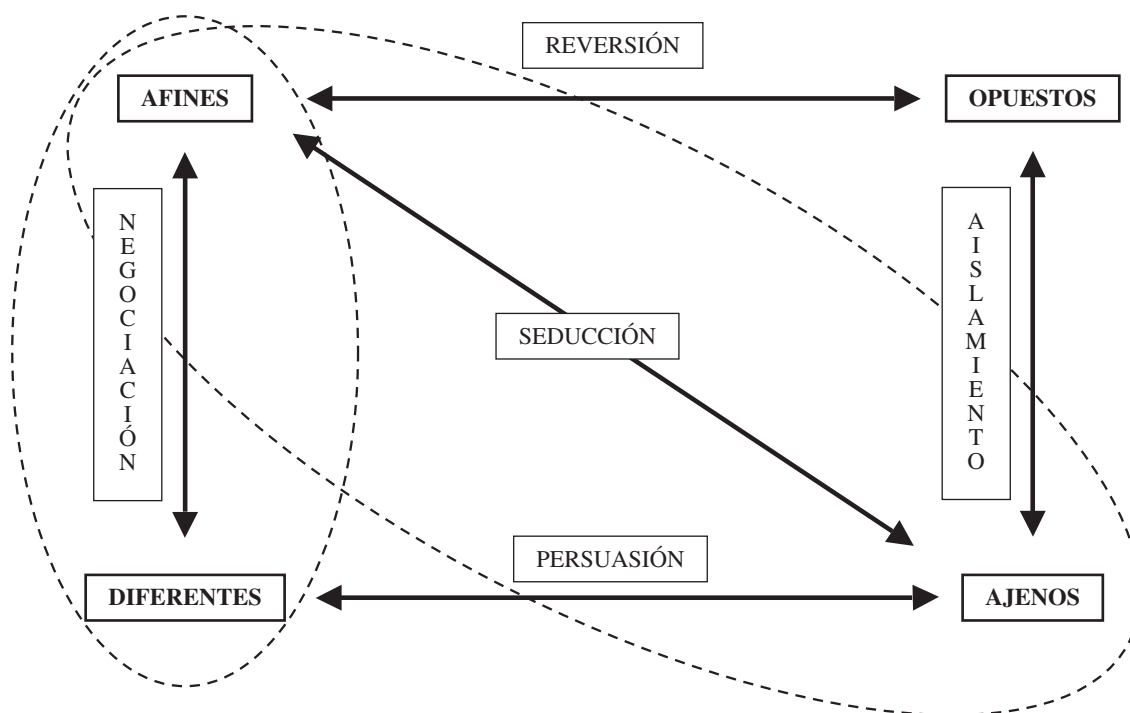 REVERSIÓN
AFINES
OPUESTOS
NEGOCIACIÓN
AISLAMIENTO
SEDUCCIÓN
PERSUASIÓN
DIFERENTES
AJENOS